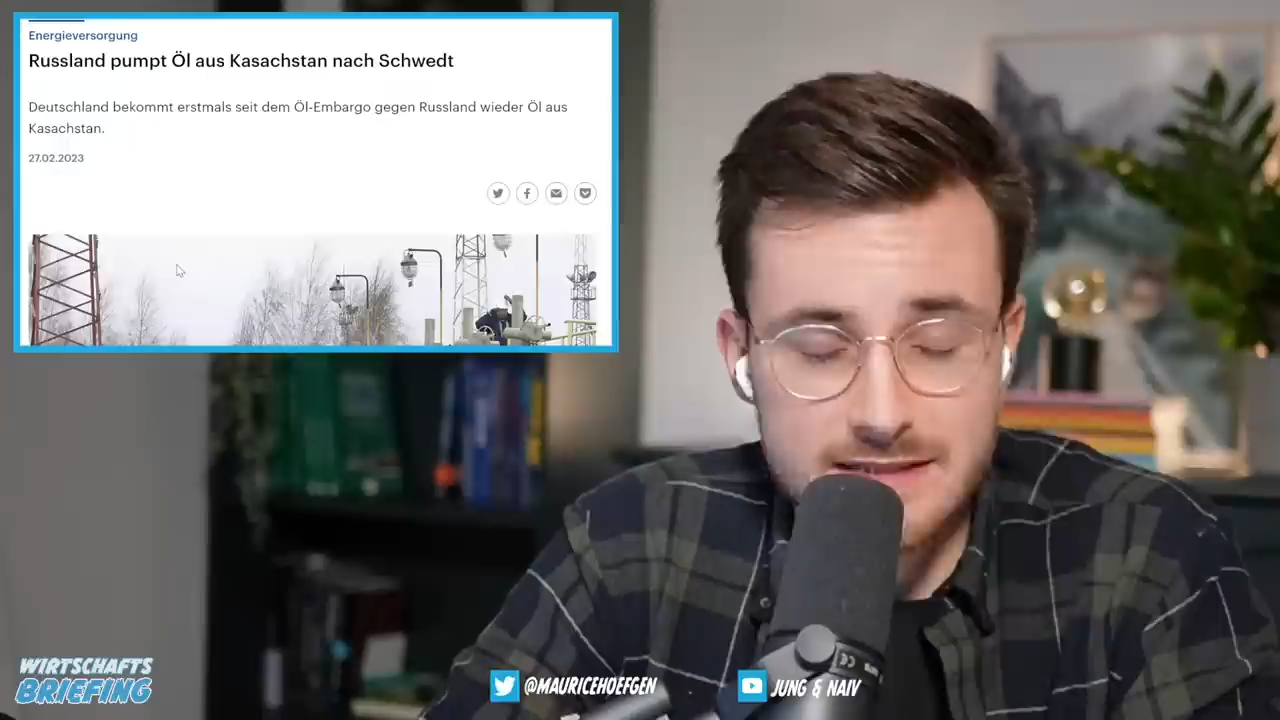 Energieversorgung
Russland pumpt Öl aus Kasachstan nach Schwedt
Deutschland bekommt erstmals seit dem Öl-Embargo gegen Russland wieder Öl aus
Kasachstan.
27.02.2023
WIRTSCHAFTS
BRIEFING
@MAURICEHOEFGEN
JUNG & NAIV